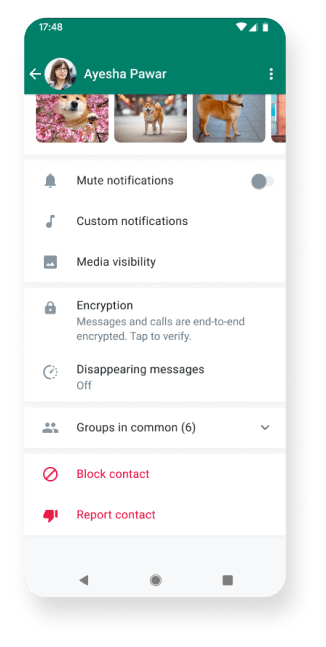 17:48
Ayesha Pawar
Mute notifications
Custom notifications
Media visibility
Encryption
Messages and calls are end-to-end
encrypted. Tap to verify.
Disappearing messages
Off
Groups in common (6)
Block contact
Report contact